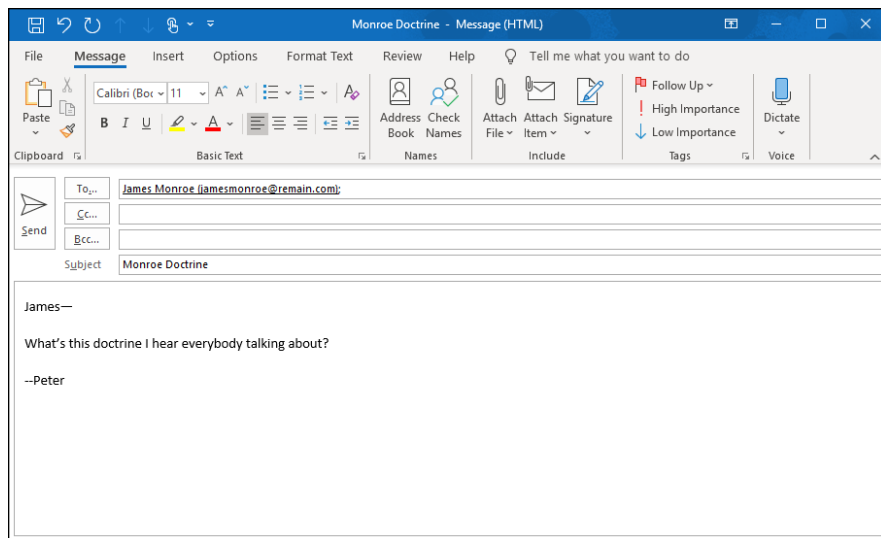 Monroe Doctrine - Message (HTML)
File Message Insert Options Format Text Review Help Tell me what you want to do
Paste
Calibri (Boc 11
B I U A
Address Book
Check Names
Attach File
Attach Item
Signature
Follow Up
High Importance
Low Importance
Dictate
Clipboard Basic Text Names Include Tags Voice
Send
To... James Monroe (jamesmonroe@remain.com);
Cc...
Bcc...
Subject Monroe Doctrine
James—
What's this doctrine I hear everybody talking about?
--Peter